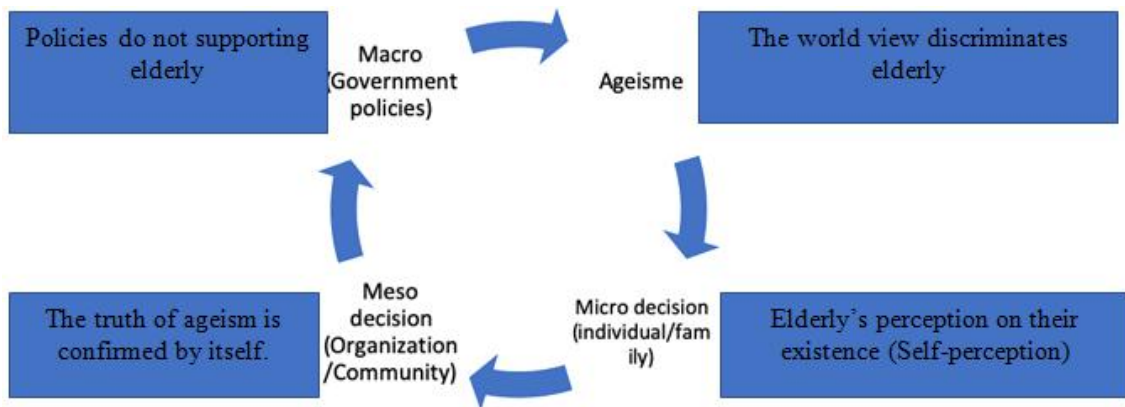 Policies do not supporting
elderly
Macro
(Government
policies)
Ageisme
The world view discriminates
elderly
The truth of ageism is
confirmed by itself.
Meso
decision
(Organization
/Community)
Micro decision
(individual/fam
ily)
Elderly's perception on their
existence (Self-perception)